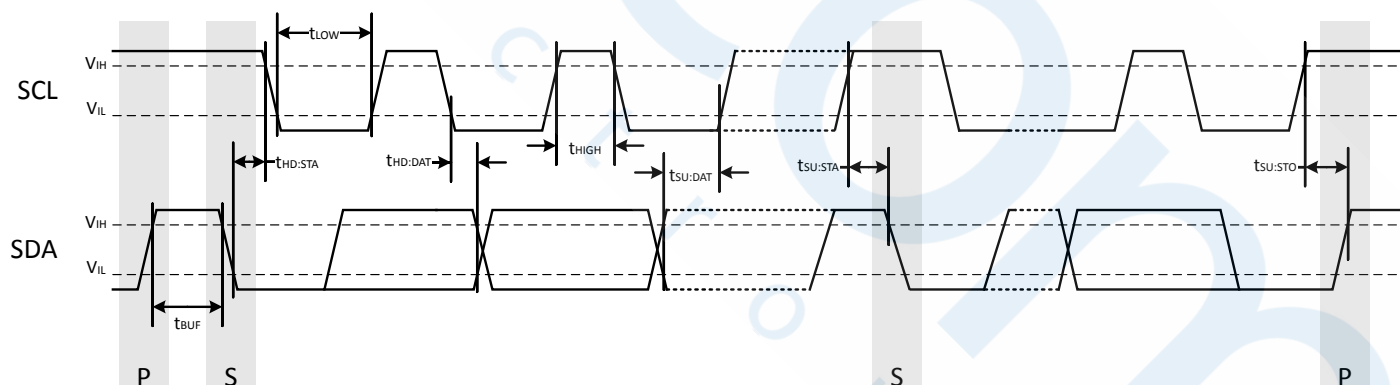 tLOW
VIH
SCL
VIL
tHD:STA
tHD:DAT
tHIGH
tSU:DAT
tSU:STA
tSU:STO
VIH
SDA
VIL
tBUF
P
S
S
P